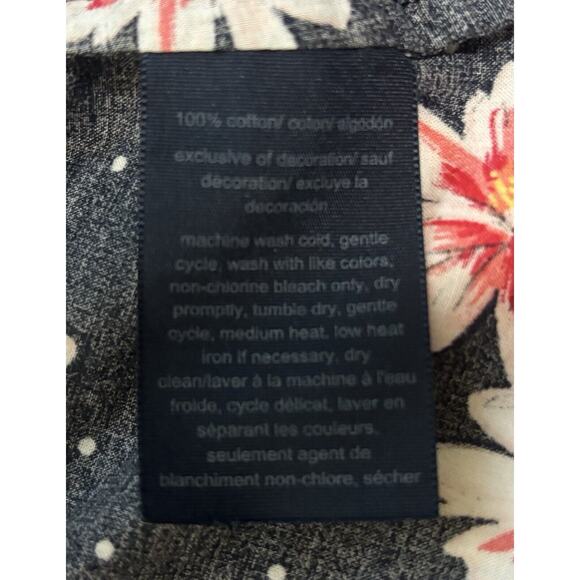 100% cotton/ coton/ algodón
exclusive of decoration/ sauf
décoration/ excluye la
decoración
machine wash cold, gentle
cycle, wash with like colors,
non-chlorine bleach only, dry
promptly, tumble dry, gentle
cycle, medium heat, low heat
iron if necessary, dry
clean/laver à la machine à l'eau
froide, cycle délicat, laver en
séparant les couleurs,
seulement agent de
blanchiment non-chlore, sécher